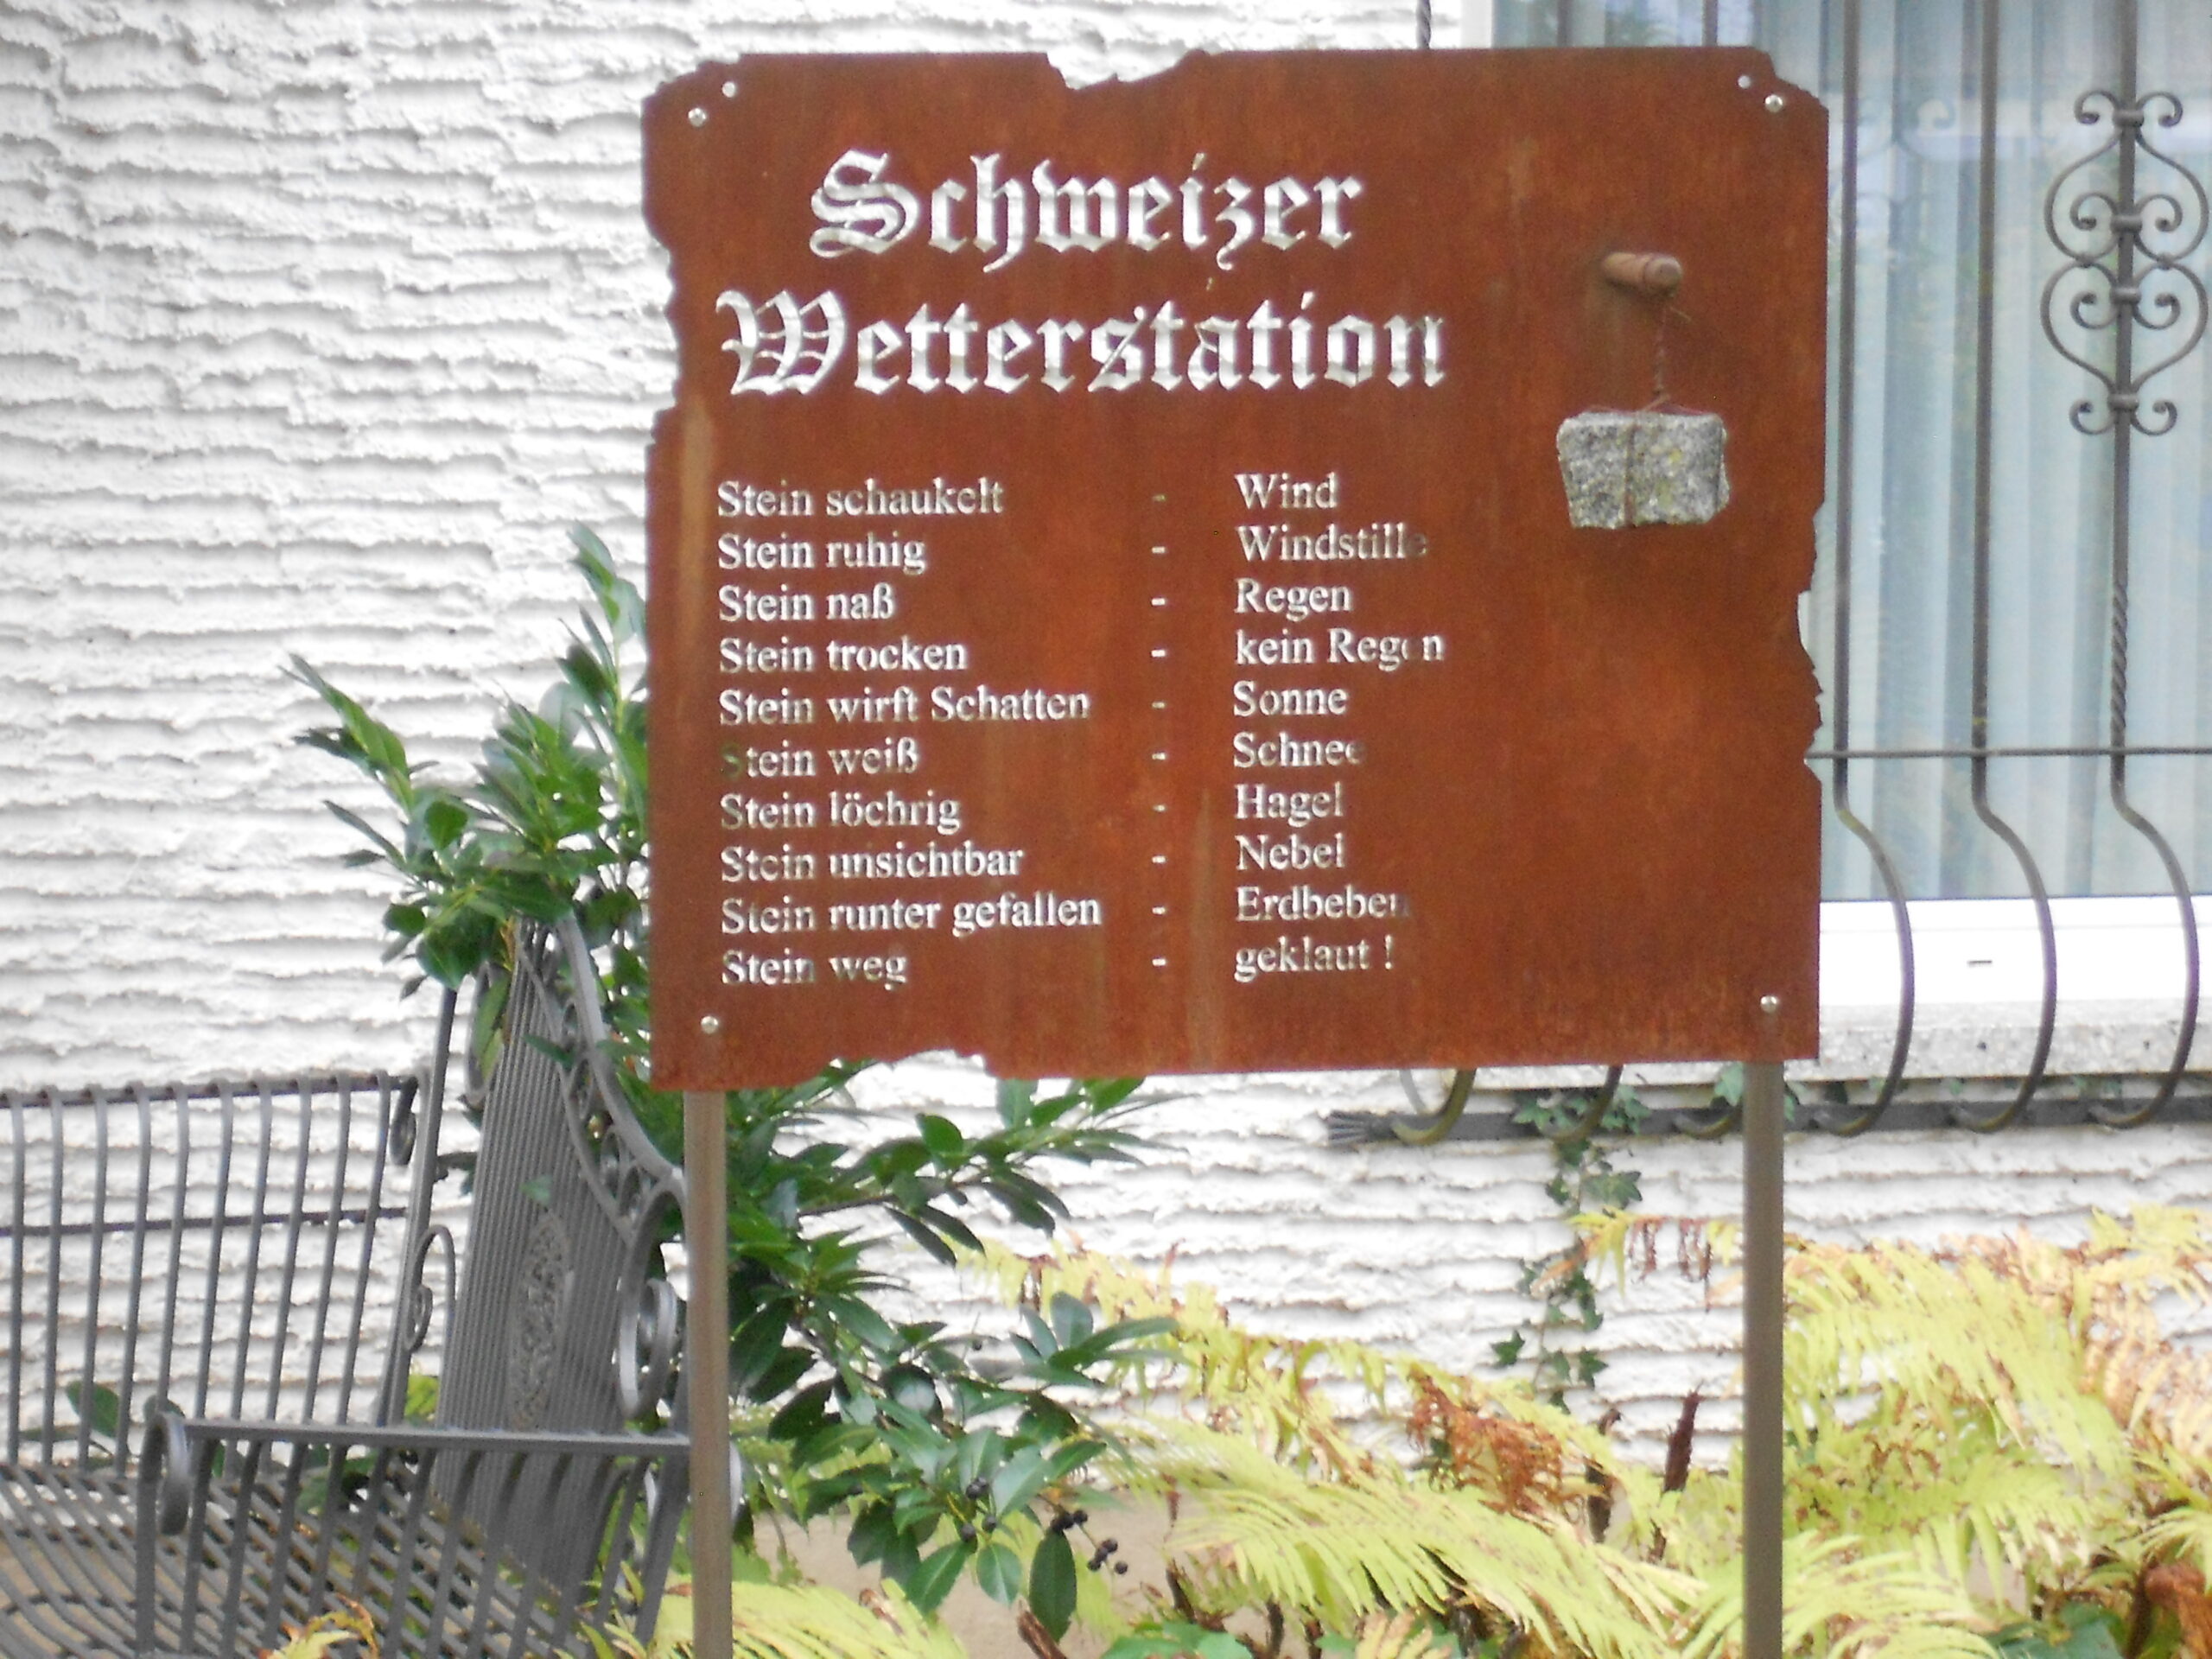 Schweizer
Wetterstation
Stein schaukelt - Wind
Stein ruhig - Windstille
Stein naß - Regen
Stein trocken - kein Regen
Stein wirft Schatten - Sonne
Stein weiß - Schnee
Stein löchrig - Hagel
Stein unsichtbar - Nebel
Stein runter gefallen - Erdbeben
Stein weg - geklaut !